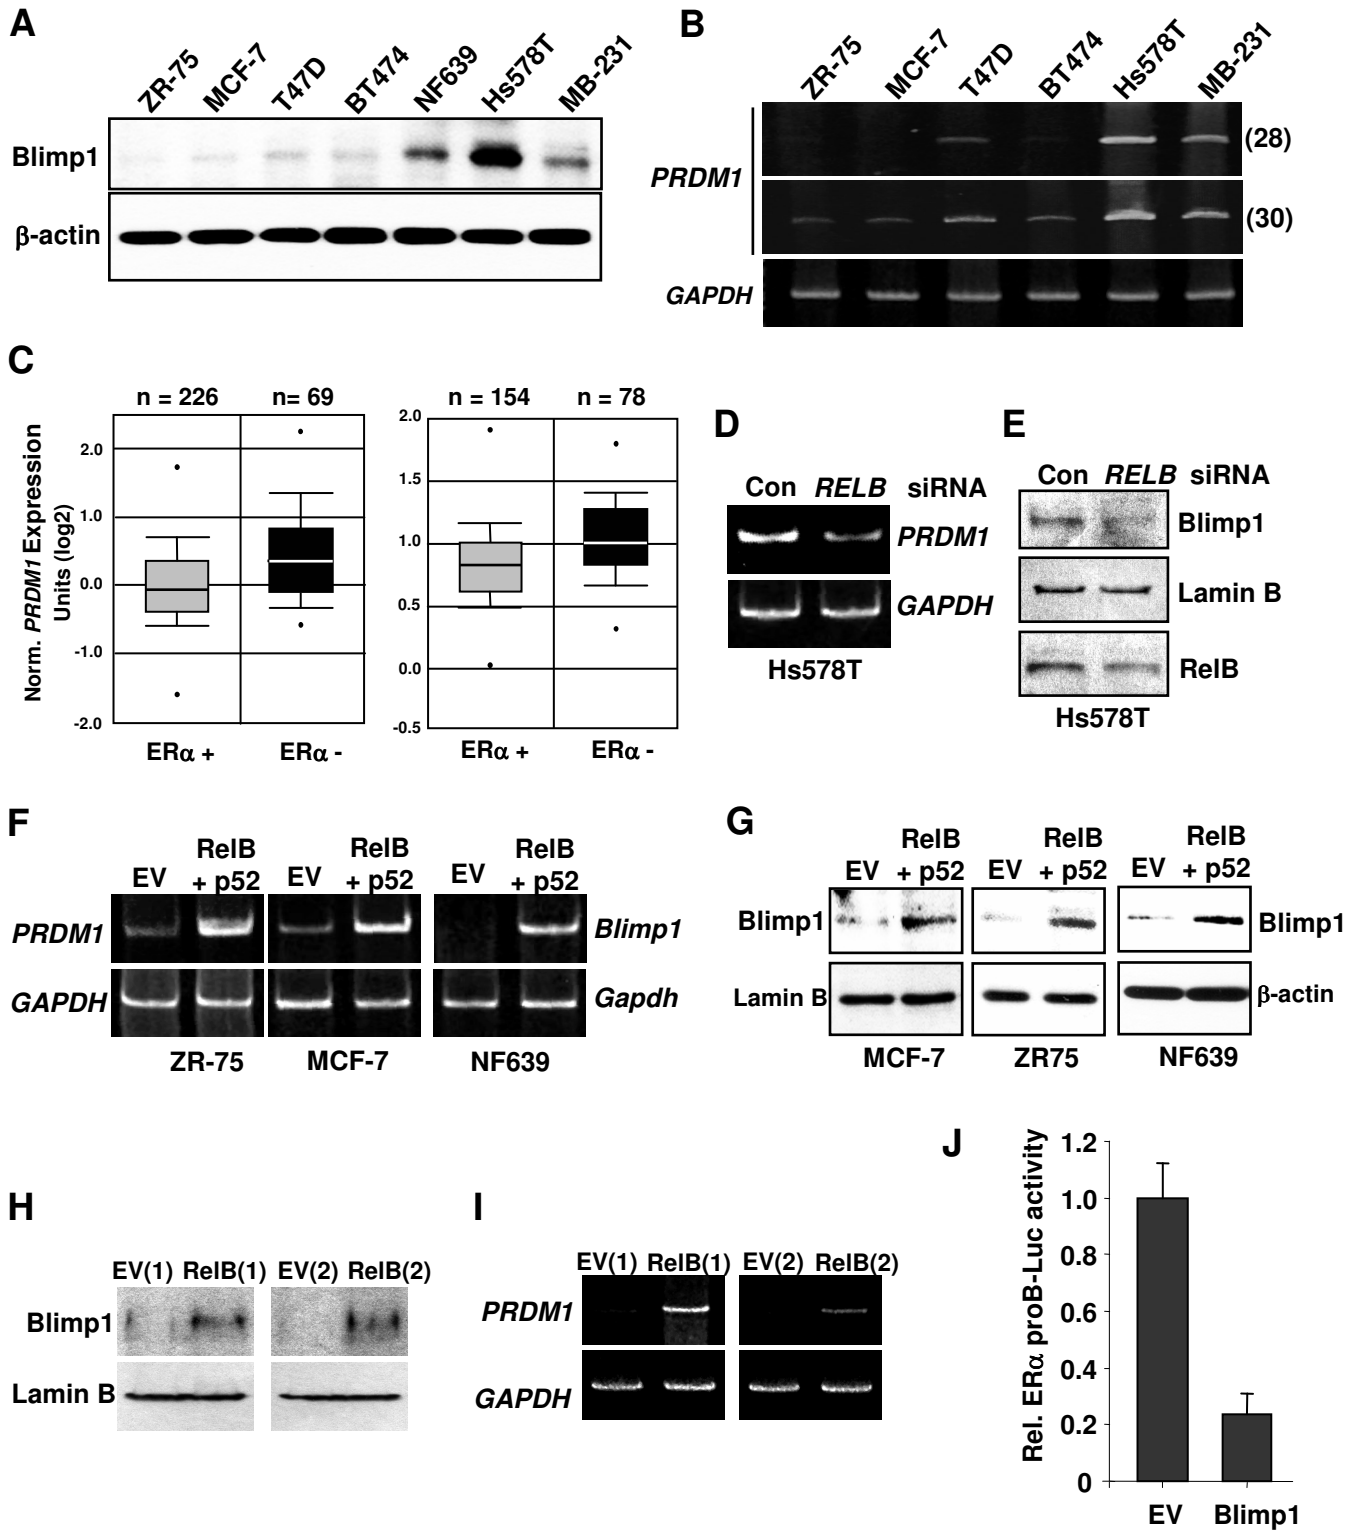 A
ZR-75 MCF-7 T47D BT474 NF639 Hs578T MB-231
Blimp1
β-actin
B
ZR-75 MCF-7 T47D BT474 Hs578T MB-231
PRDM1
(28)
(30)
GAPDH
C
n = 226 n= 69
Norm. PRDM1 Expression
Units (log2)
2.0
1.0
0.0
-1.0
-2.0
ERα + ERα -
n = 154 n = 78
2.0
1.5
1.0
0.5
0.0
-0.5
ERα + ERα -
D
Con RELB siRNA
PRDM1
GAPDH
Hs578T
E
Con RELB siRNA
Blimp1
Lamin B
RelB
Hs578T
F
EV RelB + p52 EV RelB + p52 EV RelB + p52
PRDM1 Blimp1
GAPDH Gapdh
ZR-75 MCF-7 NF639
G
EV RelB + p52 EV RelB + p52 EV RelB + p52
Blimp1 Blimp1
Lamin B β-actin
MCF-7 ZR75 NF639
H
EV(1) RelB(1) EV(2) RelB(2)
Blimp1
Lamin B
I
EV(1) RelB(1) EV(2) RelB(2)
PRDM1
GAPDH
J
Rel. ERα proB-Luc activity
1.2
1.0
0.8
0.6
0.4
0.2
0
EV Blimp1